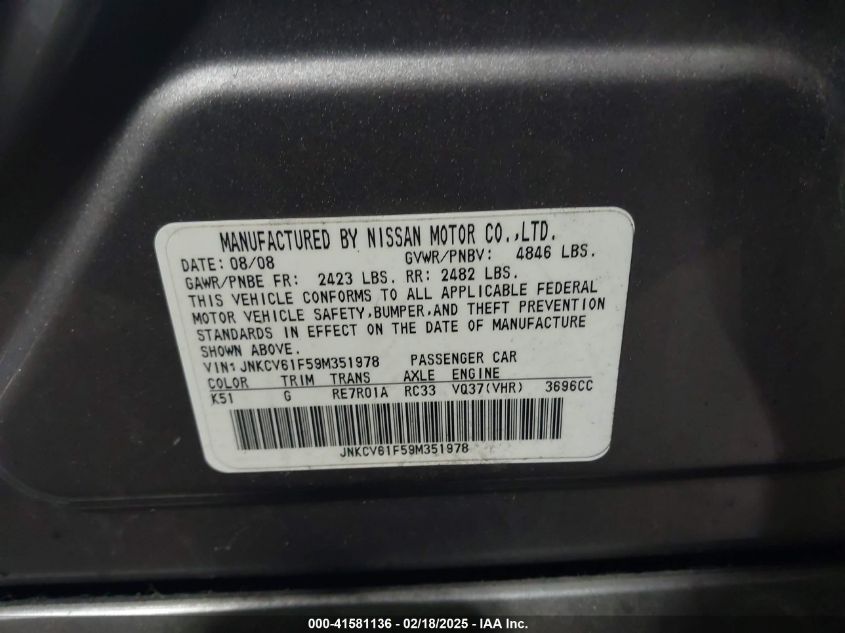 MANUFACTURED BY NISSAN MOTOR CO.,LTD.
DATE: 08/08 GVWR/PNBV: 4846 LBS.
GAWR/PNBE FR: 2423 LBS. RR: 2482 LBS.
THIS VEHICLE CONFORMS TO ALL APPLICABLE FEDERAL
MOTOR VEHICLE SAFETY,BUMPER,AND THEFT PREVENTION
STANDARDS IN EFFECT ON THE DATE OF MANUFACTURE
SHOWN ABOVE.
VIN: JNKCV61F59M351978 PASSENGER CAR
COLOR TRIM TRANS AXLE ENGINE
K51 G RE7R01A RC33 VQ37(VHR) 3696CC
JNKCV61F59M351978
000-41581136 - 02/18/2025 - IAA Inc.